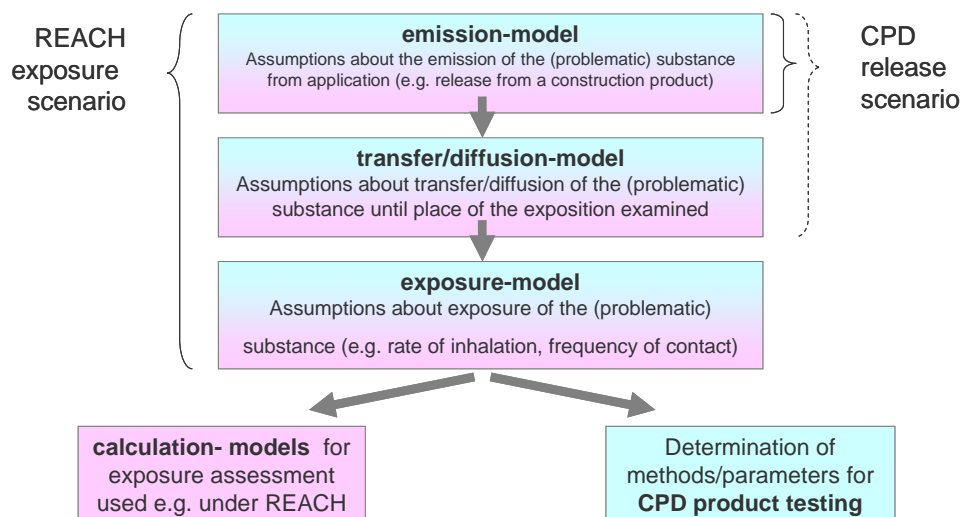 REACH
exposure
scenario
emission-model
Assumptions about the emission of the (problematic) substance
from application (e.g. release from a construction product)
CPD
release
scenario
transfer/diffusion-model
Assumptions about transfer/diffusion of the (problematic)
substance until place of the exposition examined
exposure-model
Assumptions about exposure of the (problematic)
substance (e.g. rate of inhalation, frequency of contact)
calculation- models for
exposure assessment
used e.g. under REACH
Determination of
methods/parameters for
CPD product testing